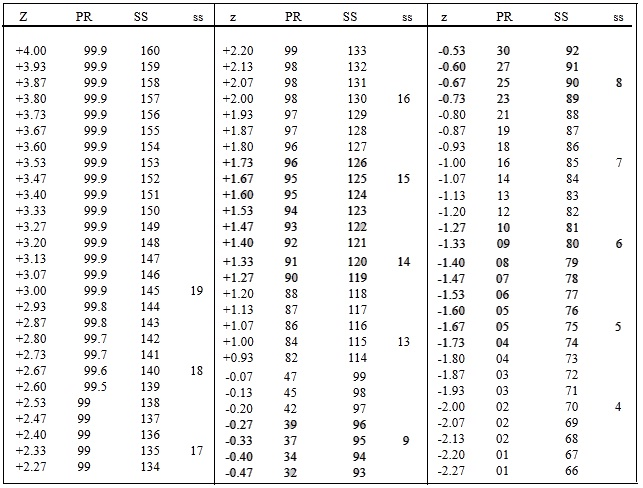 Z PR SS ss
+4.00 99.9 160
+3.93 99.9 159
+3.87 99.9 158
+3.80 99.9 157
+3.73 99.9 156
+3.67 99.9 155
+3.60 99.9 154
+3.53 99.9 153
+3.47 99.9 152
+3.40 99.9 151
+3.33 99.9 150
+3.27 99.9 149
+3.20 99.9 148
+3.13 99.9 147
+3.07 99.9 146
+3.00 99.9 145 19
+2.93 99.8 144
+2.87 99.8 143
+2.80 99.7 142
+2.73 99.7 141
+2.67 99.6 140 18
+2.60 99.5 139
+2.53 99 138
+2.47 99 137
+2.40 99 136
+2.33 99 135 17
+2.27 99 134
z PR SS ss
+2.20 99 133
+2.13 98 132
+2.07 98 131
+2.00 98 130 16
+1.93 97 129
+1.87 97 128
+1.80 96 127
+1.73 96 126
+1.67 95 125 15
+1.60 95 124
+1.53 94 123
+1.47 93 122
+1.40 92 121
+1.33 91 120 14
+1.27 90 119
+1.20 88 118
+1.13 87 117
+1.07 86 116
+1.00 84 115 13
+0.93 82 114
-0.07 47 99
-0.13 45 98
-0.20 42 97
-0.27 39 96
-0.33 37 95 9
-0.40 34 94
-0.47 32 93
z PR SS ss
-0.53 30 92
-0.60 27 91
-0.67 25 90 8
-0.73 23 89
-0.80 21 88
-0.87 19 87
-0.93 18 86
-1.00 16 85 7
-1.07 14 84
-1.13 13 83
-1.20 12 82
-1.27 10 81
-1.33 09 80 6
-1.40 08 79
-1.47 07 78
-1.53 06 77
-1.60 05 76
-1.67 05 75 5
-1.73 04 74
-1.80 04 73
-1.87 03 72
-1.93 03 71
-2.00 02 70 4
-2.07 02 69
-2.13 02 68
-2.20 01 67
-2.27 01 66